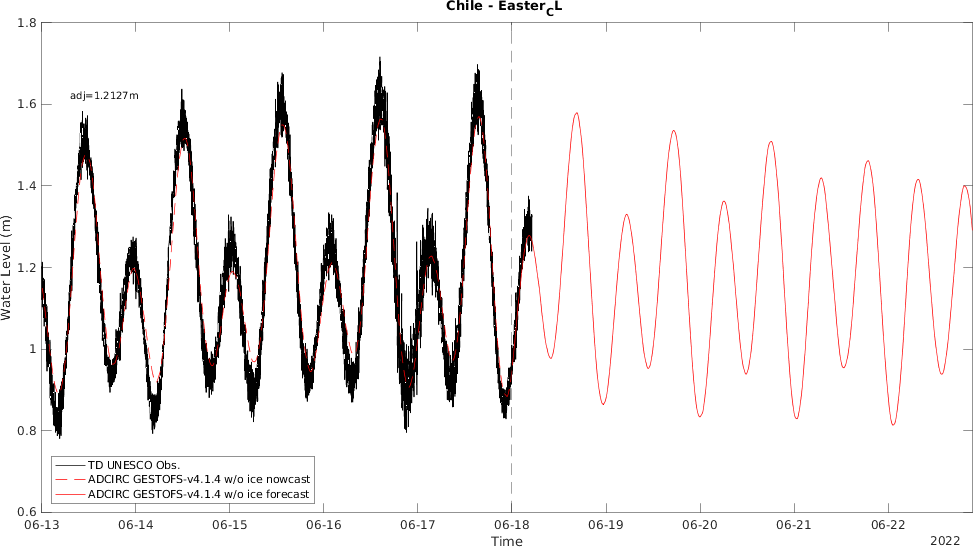 Chile - EasterCL
1.8
adj=1.2127m
1.6
1.4
1.2
1
0.8
0.6
Water Level (m)
TD UNESCO Obs.
ADCIRC GESTOFS-v4.1.4 w/o ice nowcast
ADCIRC GESTOFS-v4.1.4 w/o ice forecast
06-13 06-14 06-15 06-16 06-17 06-18 06-19 06-20 06-21 06-22
Time
2022